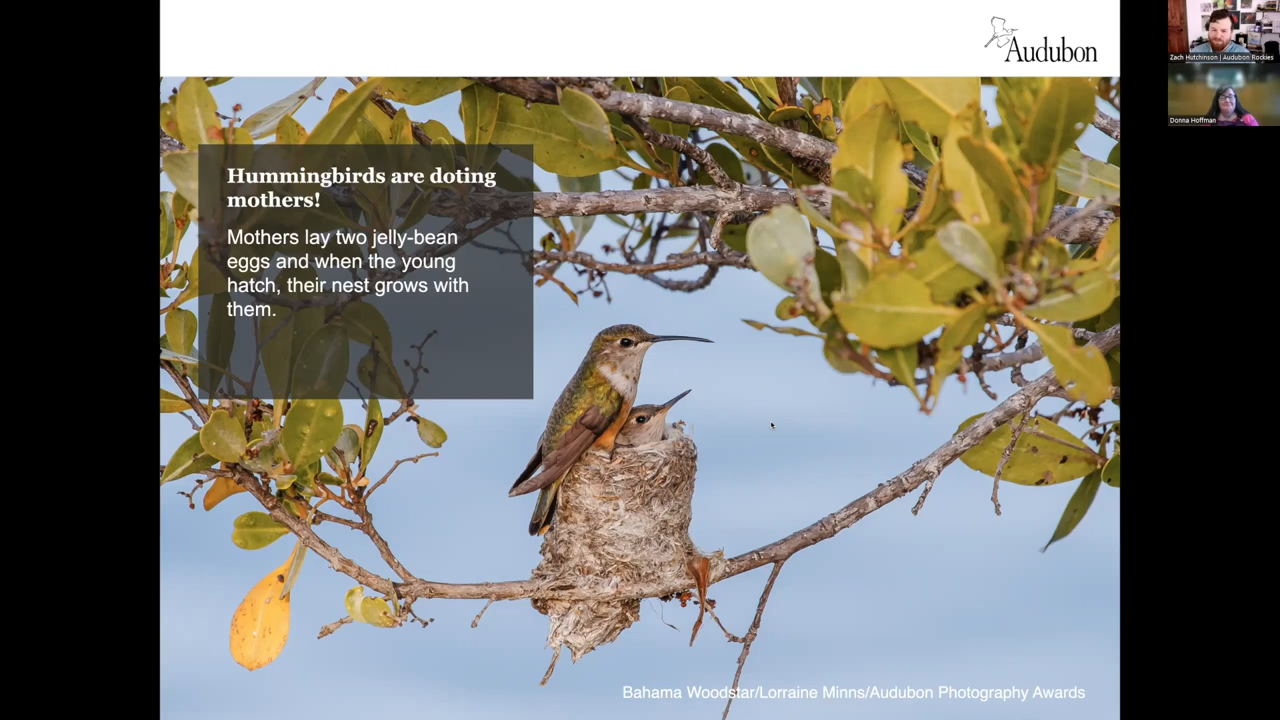 Audubon
Zach Hutchinson | Audubon Rockies
Donna Hoffman
Hummingbirds are doting
mothers!
Mothers lay two jelly-bean
eggs and when the young
hatch, their nest grows with
them.
Bahama Woodstar/Lorraine Minns/Audubon Photography Awards